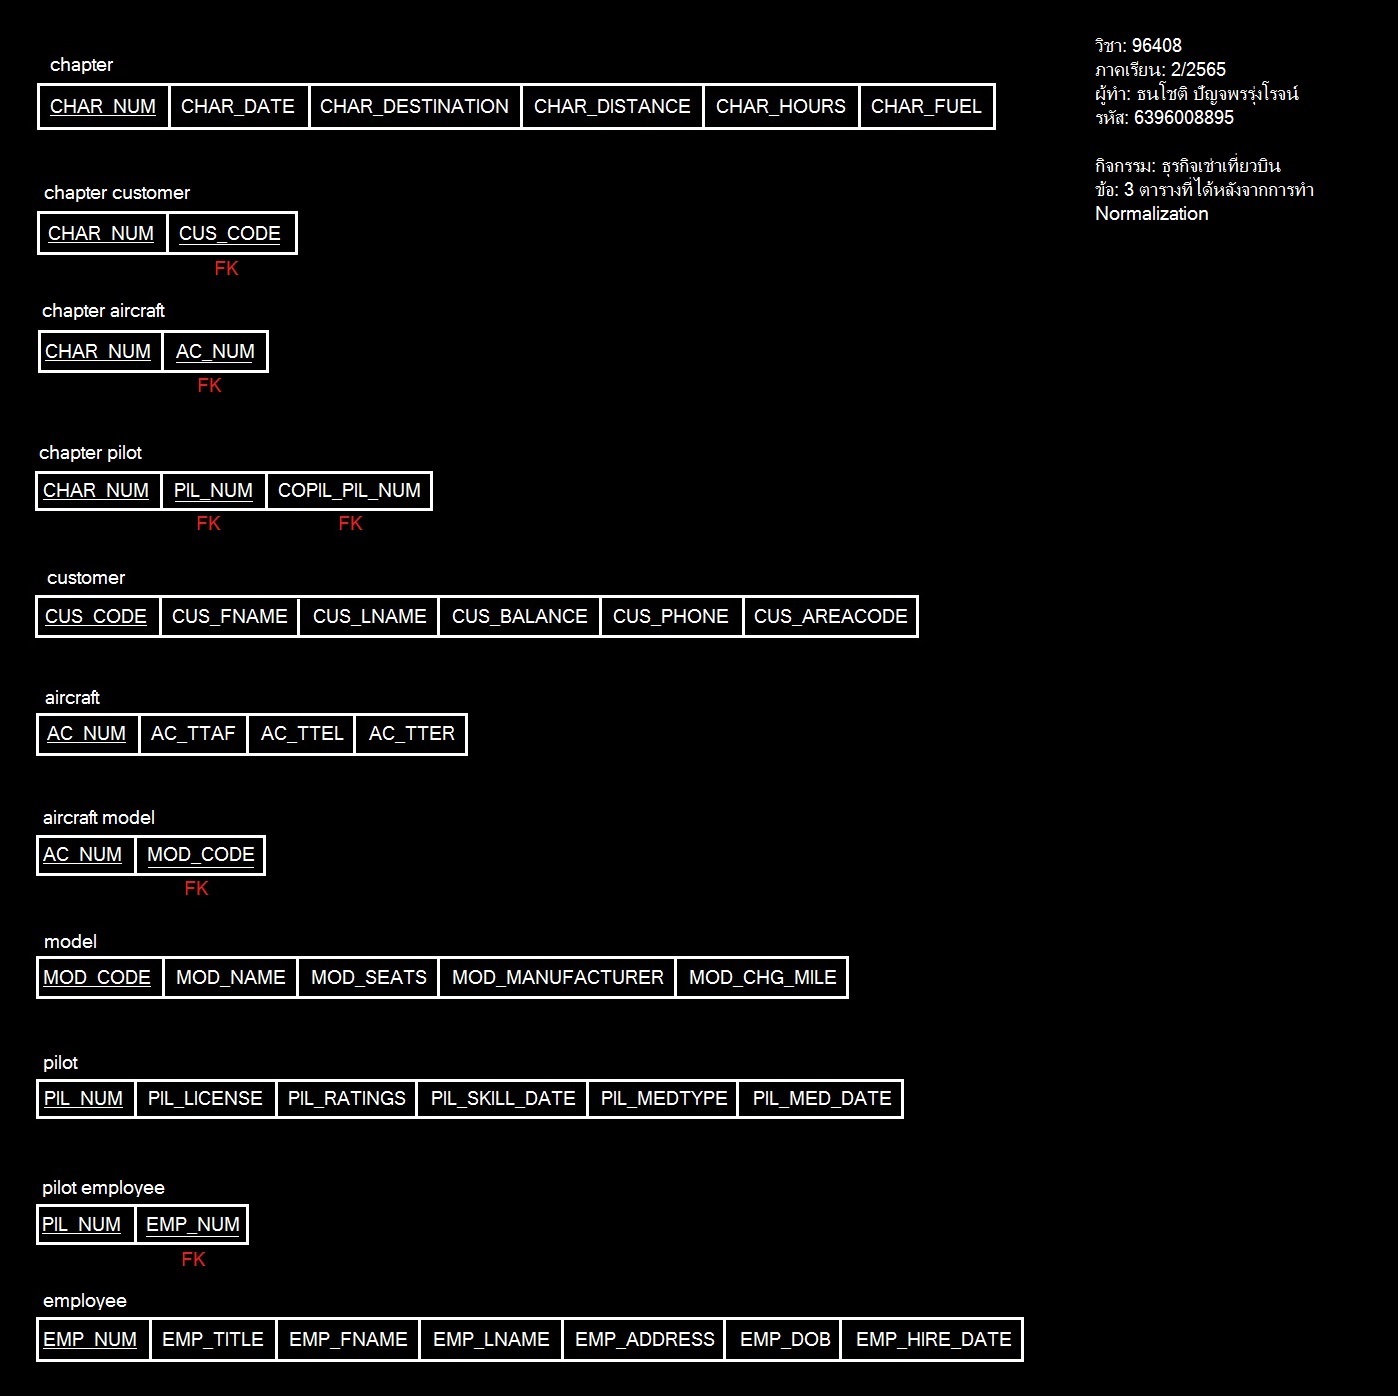 chapter
CHAR_NUM CHAR_DATE CHAR_DESTINATION CHAR_DISTANCE CHAR_HOURS CHAR_FUEL
chapter customer
CHAR_NUM CUS_CODE
FK
chapter aircraft
CHAR_NUM AC_NUM
FK
chapter pilot
CHAR_NUM PIL_NUM COPIL_PIL_NUM
FK FK
customer
CUS_CODE CUS_FNAME CUS_LNAME CUS_BALANCE CUS_PHONE CUS_AREACODE
aircraft
AC_NUM AC_TTAF AC_TTEL AC_TTER
aircraft model
AC_NUM MOD_CODE
FK
model
MOD_CODE MOD_NAME MOD_SEATS MOD_MANUFACTURER MOD_CHG_MILE
pilot
PIL_NUM PIL_LICENSE PIL_RATINGS PIL_SKILL_DATE PIL_MEDTYPE PIL_MED_DATE
pilot employee
PIL_NUM EMP_NUM
FK
employee
EMP_NUM EMP_TITLE EMP_FNAME EMP_LNAME EMP_ADDRESS EMP_DOB EMP_HIRE_DATE
วิชา: 96408
ภาคเรียน: 2/2565
ผู้ทำ: ธนโชติ ปัญจพรรุ่งโรจน์
รหัส: 6396008895
กิจกรรม: ธุรกิจเช่าเที่ยวบิน
ข้อ: 3 ตารางที่ได้หลังจากการทำ
Normalization